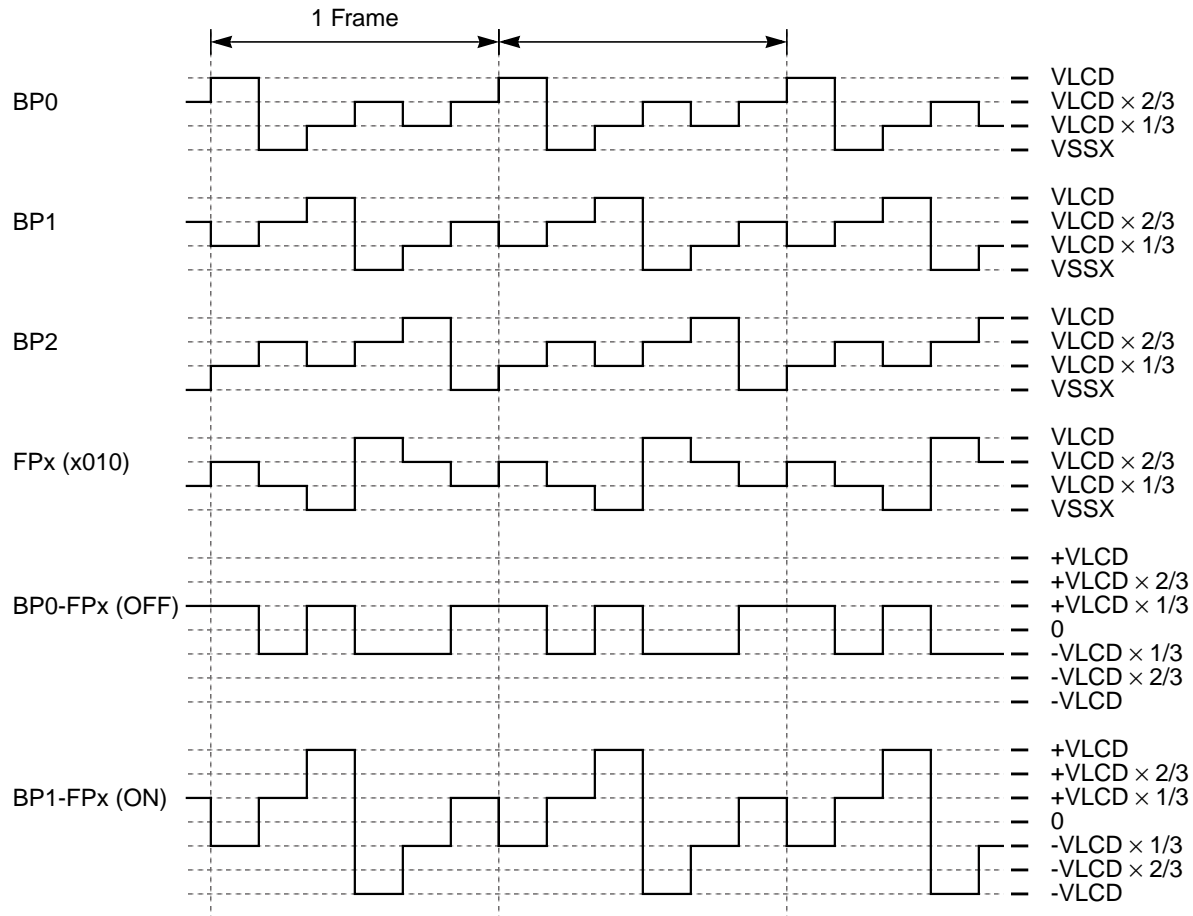 1 Frame
BP0
VLCD
VLCD × 2/3
VLCD × 1/3
VSSX
BP1
VLCD
VLCD × 2/3
VLCD × 1/3
VSSX
BP2
VLCD
VLCD × 2/3
VLCD × 1/3
VSSX
FPx (x010)
VLCD
VLCD × 2/3
VLCD × 1/3
VSSX
BP0-FPx (OFF)
+VLCD
+VLCD × 2/3
+VLCD × 1/3
0
-VLCD × 1/3
-VLCD × 2/3
-VLCD
BP1-FPx (ON)
+VLCD
+VLCD × 2/3
+VLCD × 1/3
0
-VLCD × 1/3
-VLCD × 2/3
-VLCD